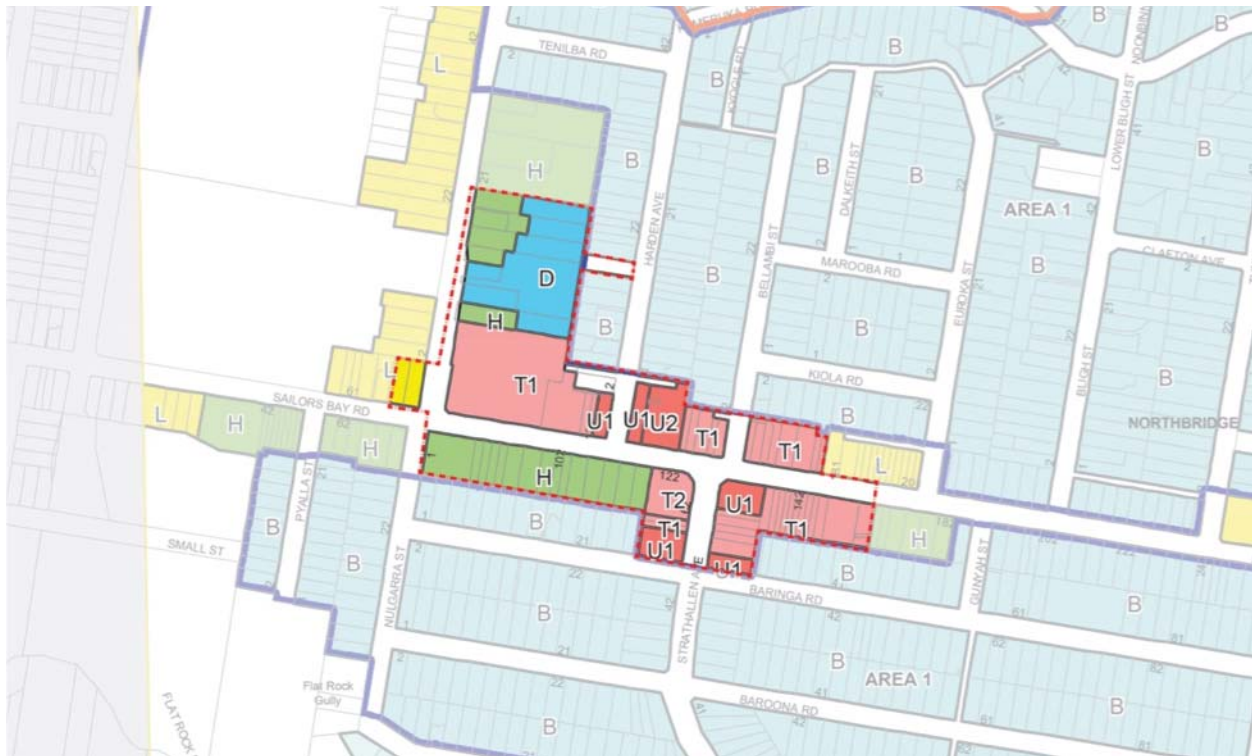 TENILBA RD
KYOGLE RD
LOWER BLIGH ST
L
B
B
B
B
B
H
HARDEN AVE
DALKEITH ST
AREA 1
BELLAMBI ST
MAROOBA RD
EUROKA ST
CLAFTON AVE
D
B
B
B
B
H
BLIGH ST
L
T1
KIOLA RD
B
NORTHBRIDGE
SAILORS BAY RD
U1
U1
U2
T1
T1
L
L
H
H
H
T2
U1
T1
T1
U1
U1
H
PYALLA ST
SMALL ST
NULGARRA ST
B
B
B
B
STRATHALLEN AVE
BARINGA RD
GUNYAH ST
B
B
B
AREA 1
BAROONA RD
Flat Rock
Gully
FLAT ROCK
B
B
B